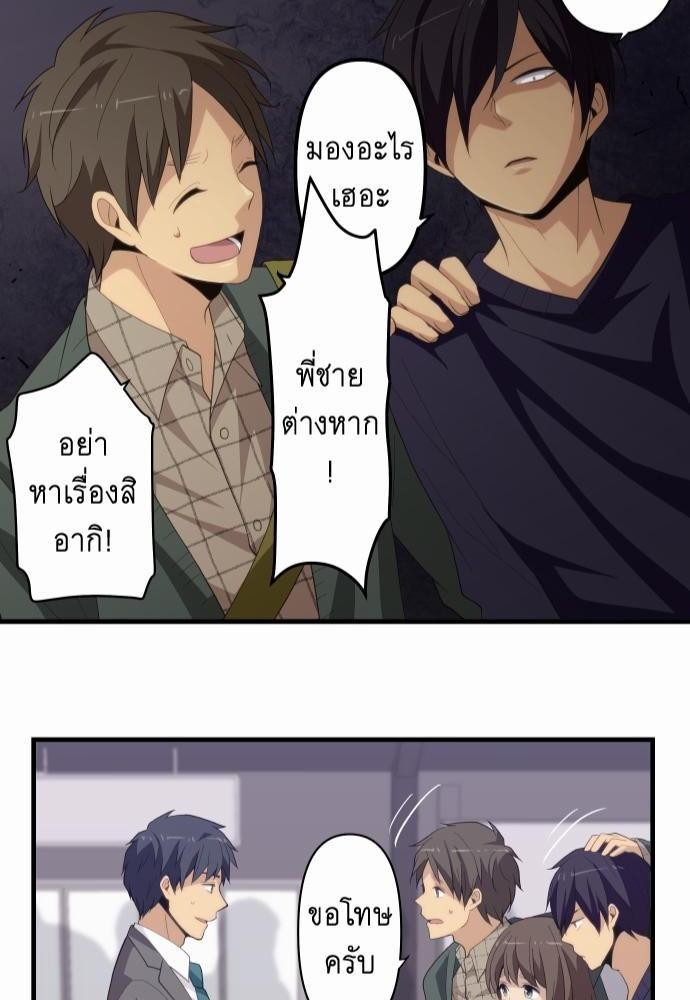 มองอะไร
เฮอะ
พี่ชาย
ต่างหาก
!
อย่า
หาเรื่องสิ
อากิ!
ขอโทษ
ครับ